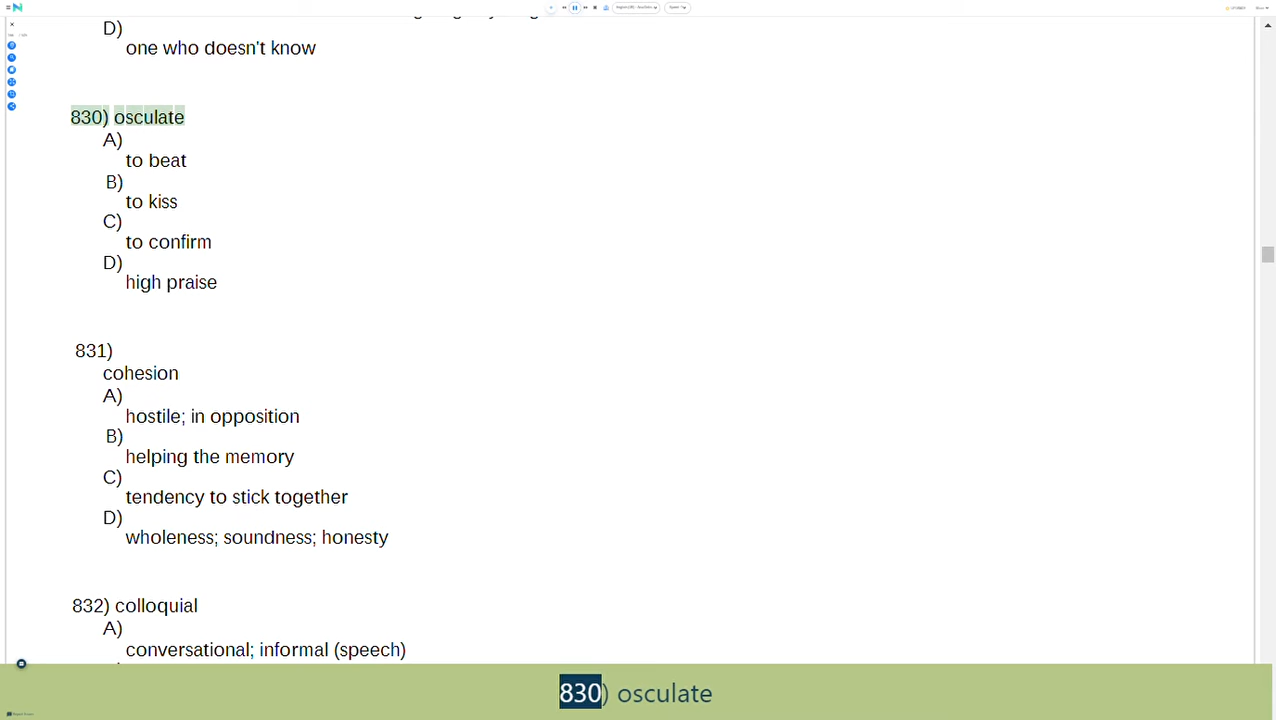 D)
one who doesn't know
830) osculate
A)
to beat
B)
to kiss
C)
to confirm
D)
high praise
831)
cohesion
A)
hostile; in opposition
B)
helping the memory
C)
tendency to stick together
D)
wholeness; soundness; honesty
832) colloquial
A)
conversational; informal (speech)
830) osculate